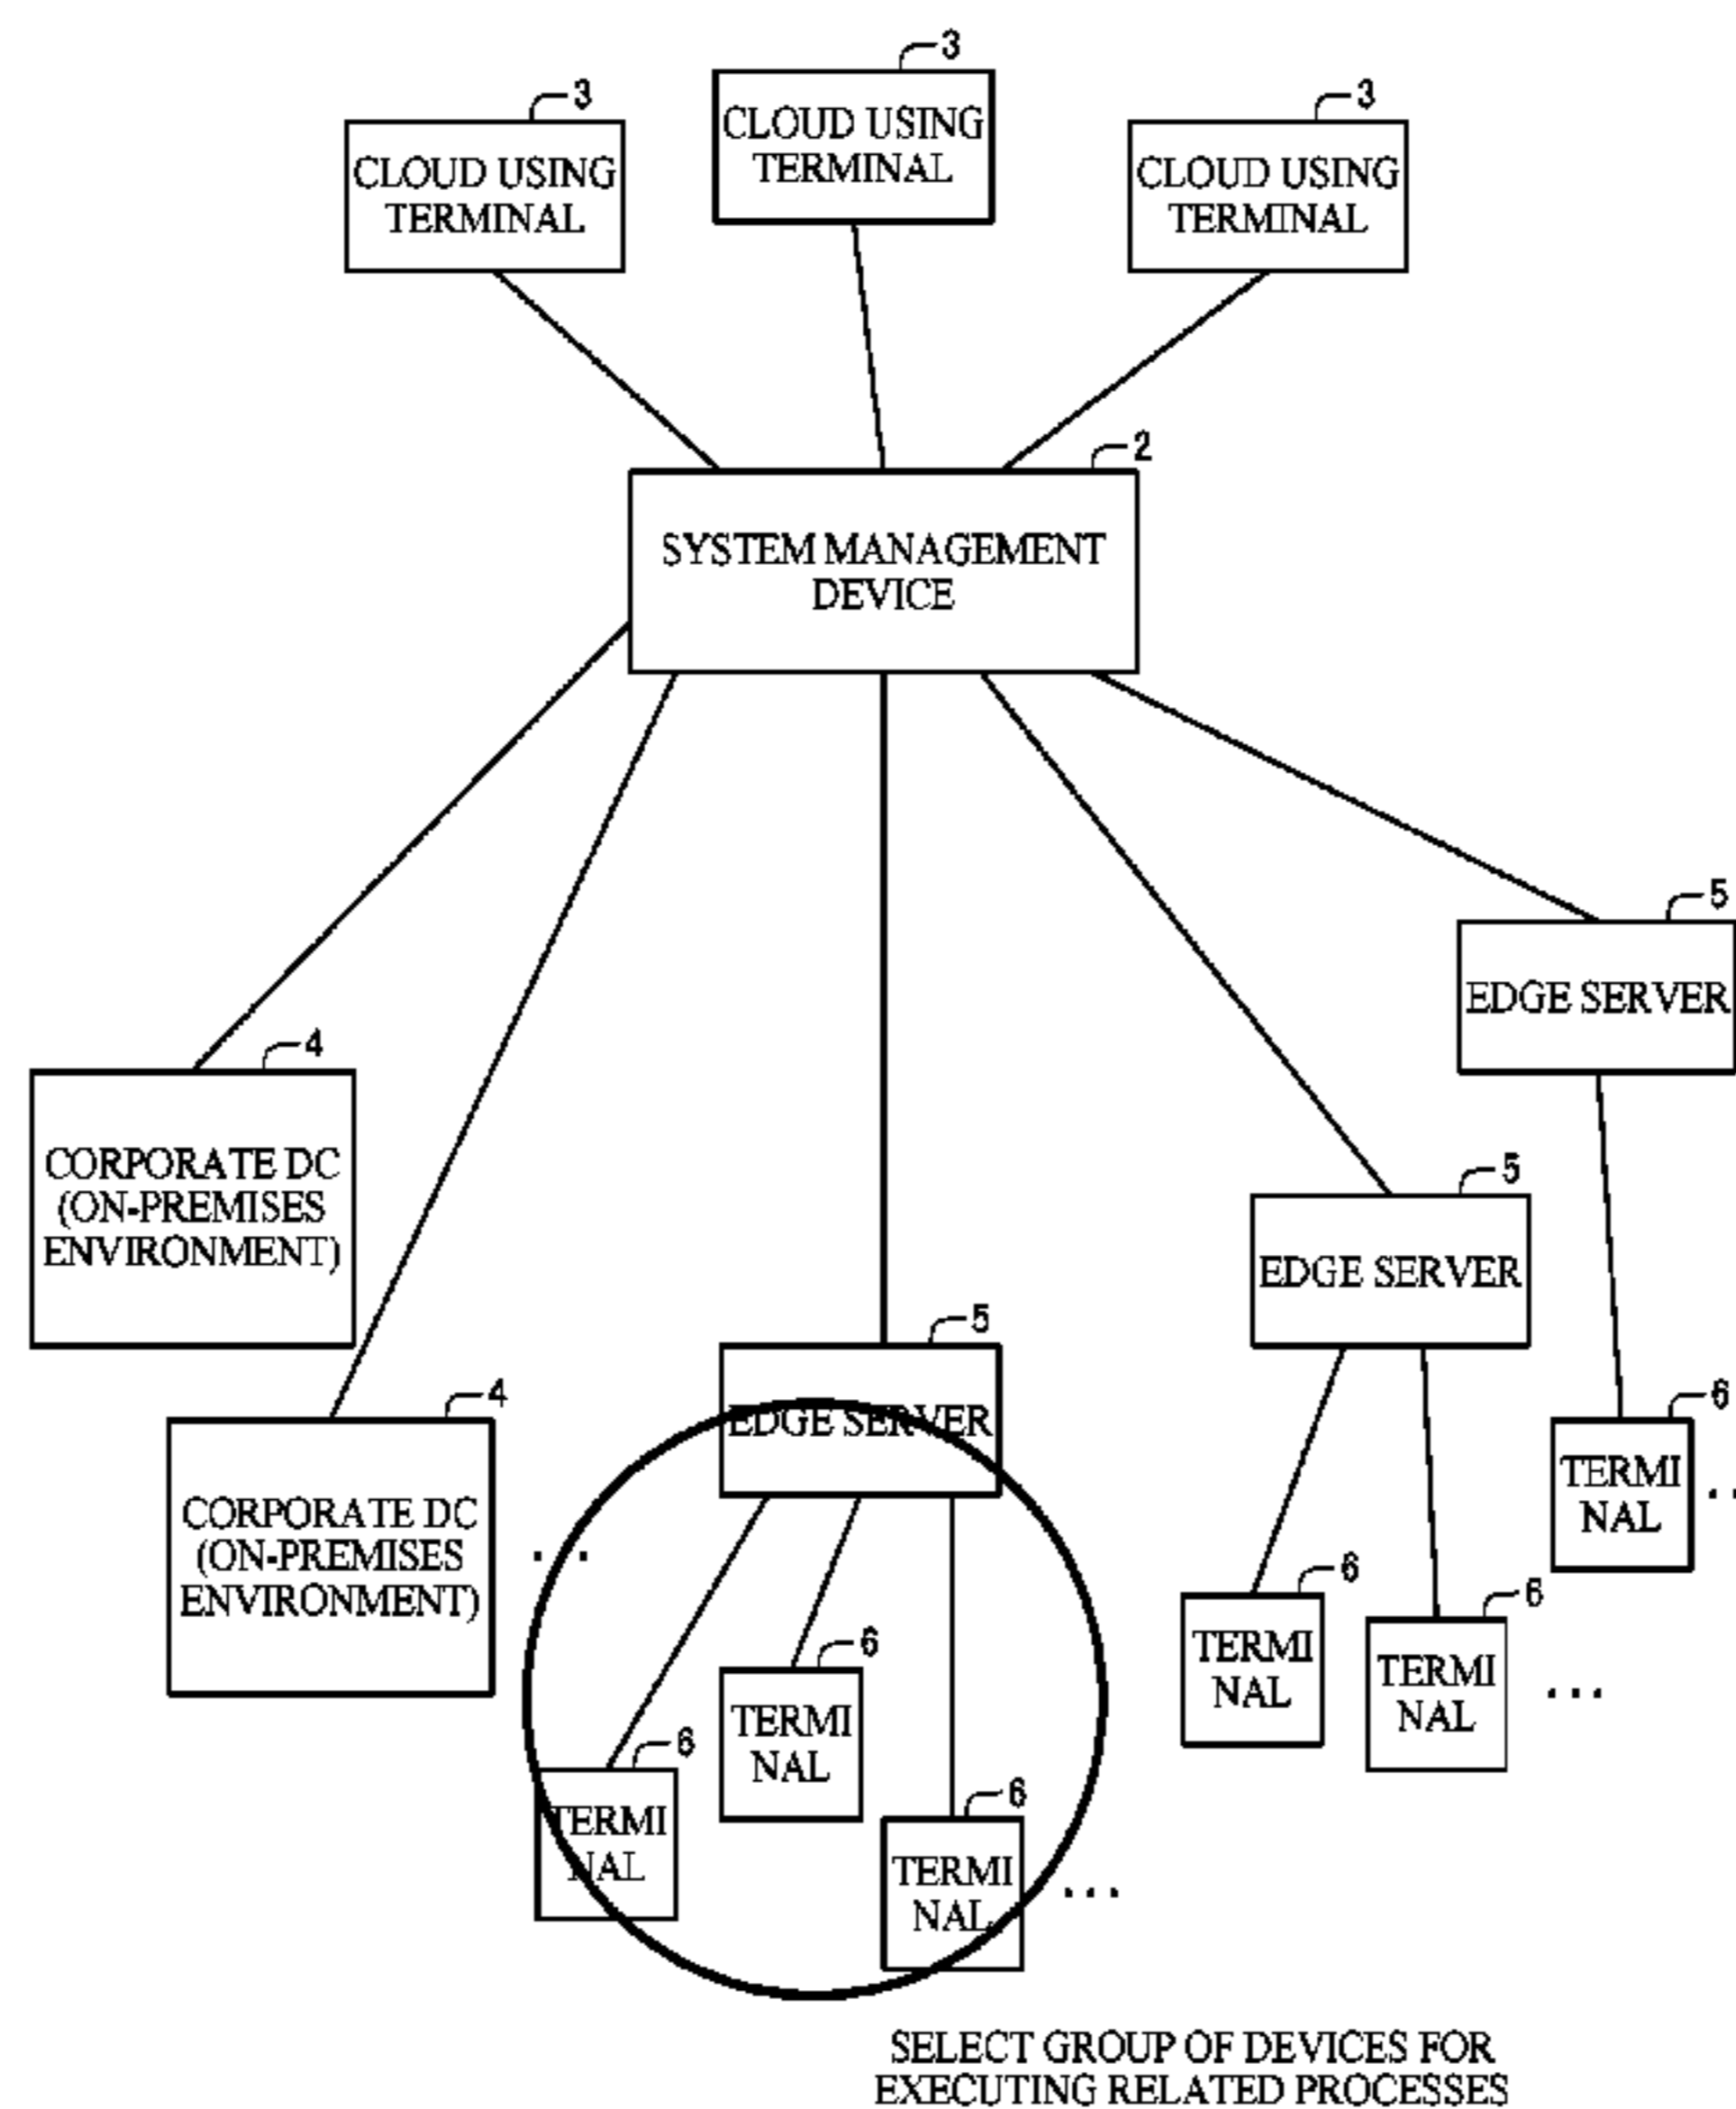 3
CLOUD USING
TERMINAL
3
CLOUD USING
TERMINAL
3
CLOUD USING
TERMINAL
2
SYSTEM MANAGEMENT
DEVICE
5
EDGE SERVER
4
CORPORATE DC
(ON-PREMISES
ENVIRONMENT)
5
EDGE SERVER
5
EDGE SERVER
4
CORPORATE DC
(ON-PREMISES
ENVIRONMENT)
...
6
TERMI
NAL
..
6
TERMI
NAL
6
TERMI
NAL
...
6
TERMI
NAL
6
TERMI
NAL
6
TERMI
NAL
...
SELECT GROUP OF DEVICES FOR
EXECUTING RELATED PROCESSES